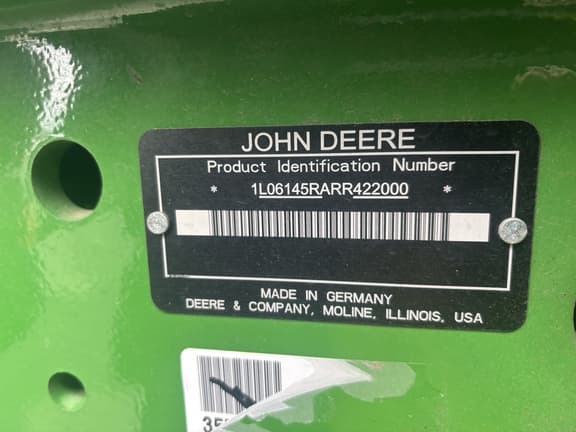 JOHN DEERE
Product Identification Number
* 1L06145RARR422000 *
MADE IN GERMANY
DEERE & COMPANY, MOLINE, ILLINOIS, USA